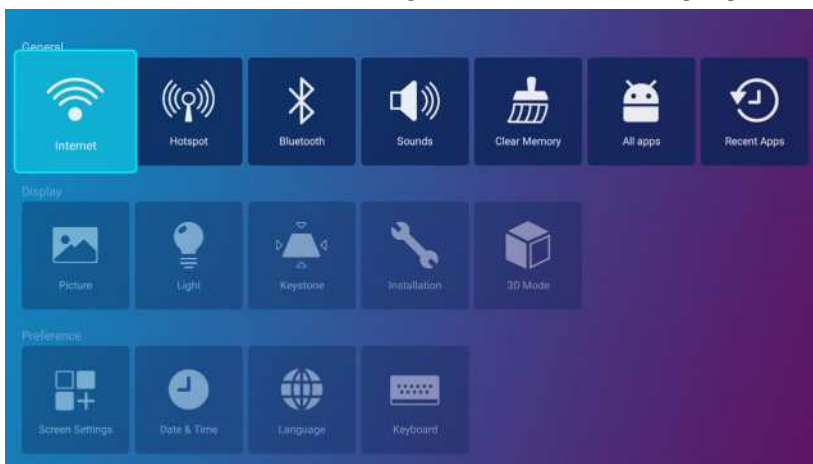 General
Internet
Hotspot
Bluetooth
Sounds
Clear Memory
All apps
Recent Apps
Display
Picture
Light
Keystone
Installation
3D Mode
Preference
Screen Settings
Date & Time
Language
Keyboard